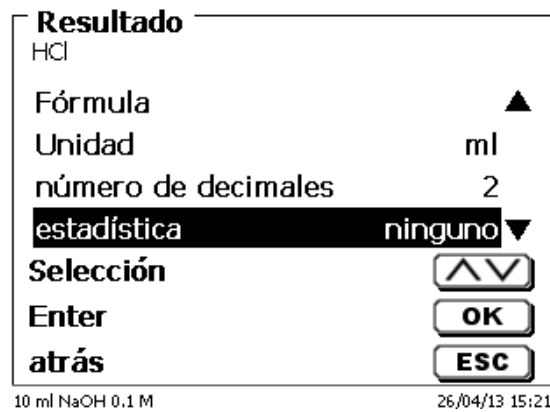 Resultado
HCl
Fórmula
Unidad ml
número de decimales 2
estadística ninguno
Selección
Enter OK
atrás ESC
10 ml NaOH 0.1 M 26/04/13 15:21